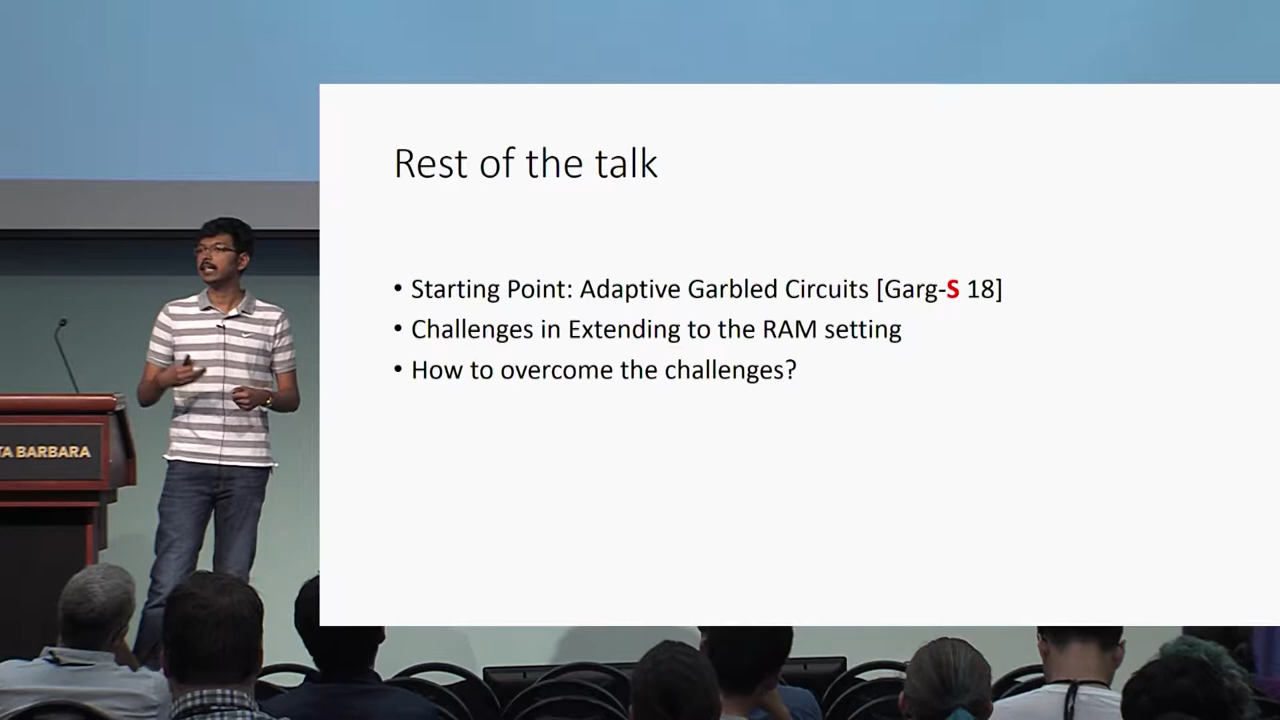 Rest of the talk
• Starting Point: Adaptive Garbled Circuits [Garg-S 18]
• Challenges in Extending to the RAM setting
• How to overcome the challenges?
TA BARBARA